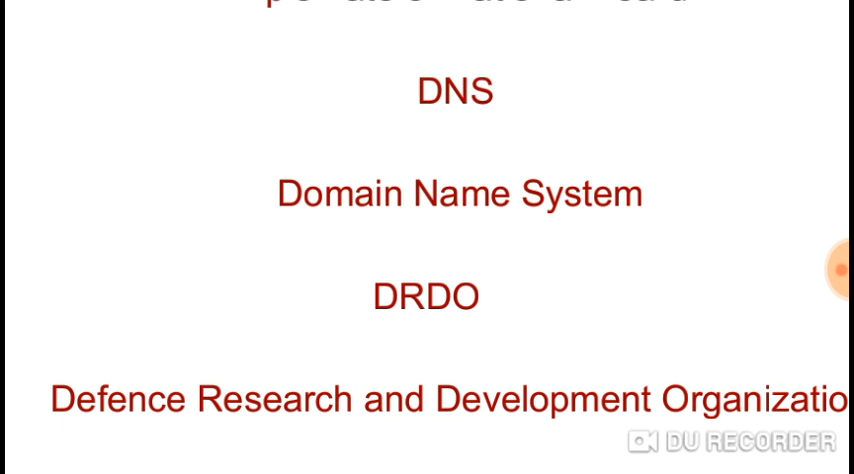 DNS
Domain Name System
DRDO
Defence Research and Development Organizatio
DU RECORDER